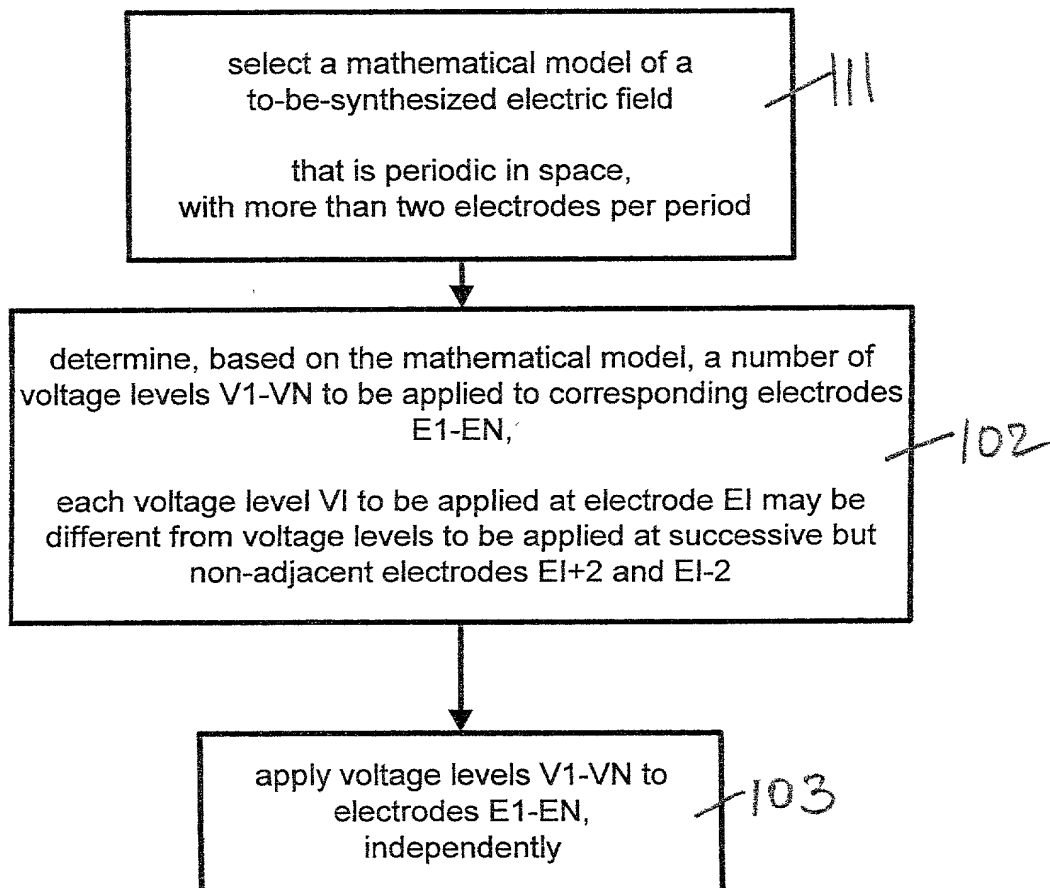 select a mathematical model of a
to-be-synthesized electric field
that is periodic in space,
with more than two electrodes per period
111
determine, based on the mathematical model, a number of
voltage levels V1-VN to be applied to corresponding electrodes
E1-EN,
each voltage level VI to be applied at electrode EI may be
different from voltage levels to be applied at successive but
non-adjacent electrodes EI+2 and EI-2
102
apply voltage levels V1-VN to
electrodes E1-EN,
independently
103